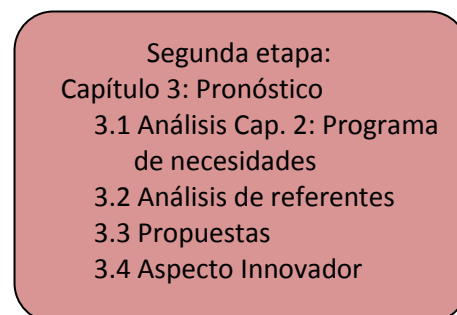 Segunda etapa:
Capítulo 3: Pronóstico
3.1 Análisis Cap. 2: Programa
de necesidades
3.2 Análisis de referentes
3.3 Propuestas
3.4 Aspecto Innovador